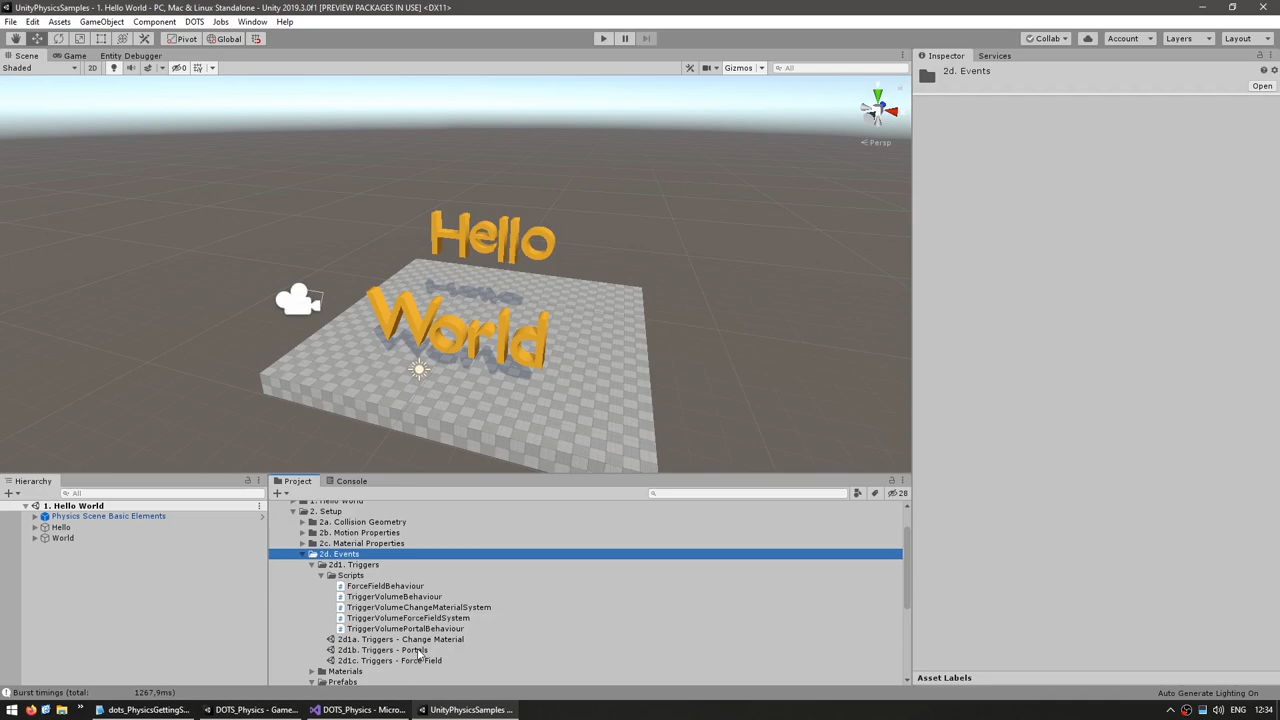 UnityPhysicsSamples - 1. Hello World - PC, Mac & Linux Standalone - Unity 2019.3.0f1 [PREVIEW PACKAGES IN USE] <DX11>
File Edit Assets GameObject Component DOTS Jobs Window Help
Pivot Global Collab Account Layers Layout
Scene Game Entity Debugger Inspector Services
Shaded 2D 0 Gizmos All
2d. Events
Open
Persp
Hello
World
Hierarchy Project Console
All 28
1. Hello World
Physics Scene Basic Elements
Hello
World
2. Setup
2a. Collision Geometry
2b. Motion Properties
2c. Material Properties
2d. Events
2d1. Triggers
Scripts
ForceFieldBehaviour
TriggerVolumeBehaviour
TriggerVolumeChangeMaterialSystem
TriggerVolumeForceFieldSystem
TriggerVolumePortalBehaviour
2d1a. Triggers - Change Material
2d1b. Triggers - Portals
2d1c. Triggers - Force Field
Materials
Prefabs
Asset Labels
Burst timings (total: 1267,9ms)
Auto Generate Lighting On
dots_PhysicsGettingS... DOTS_Physics - Game... DOTS_Physics - Micro... UnityPhysicsSamples ... ENG 12:34